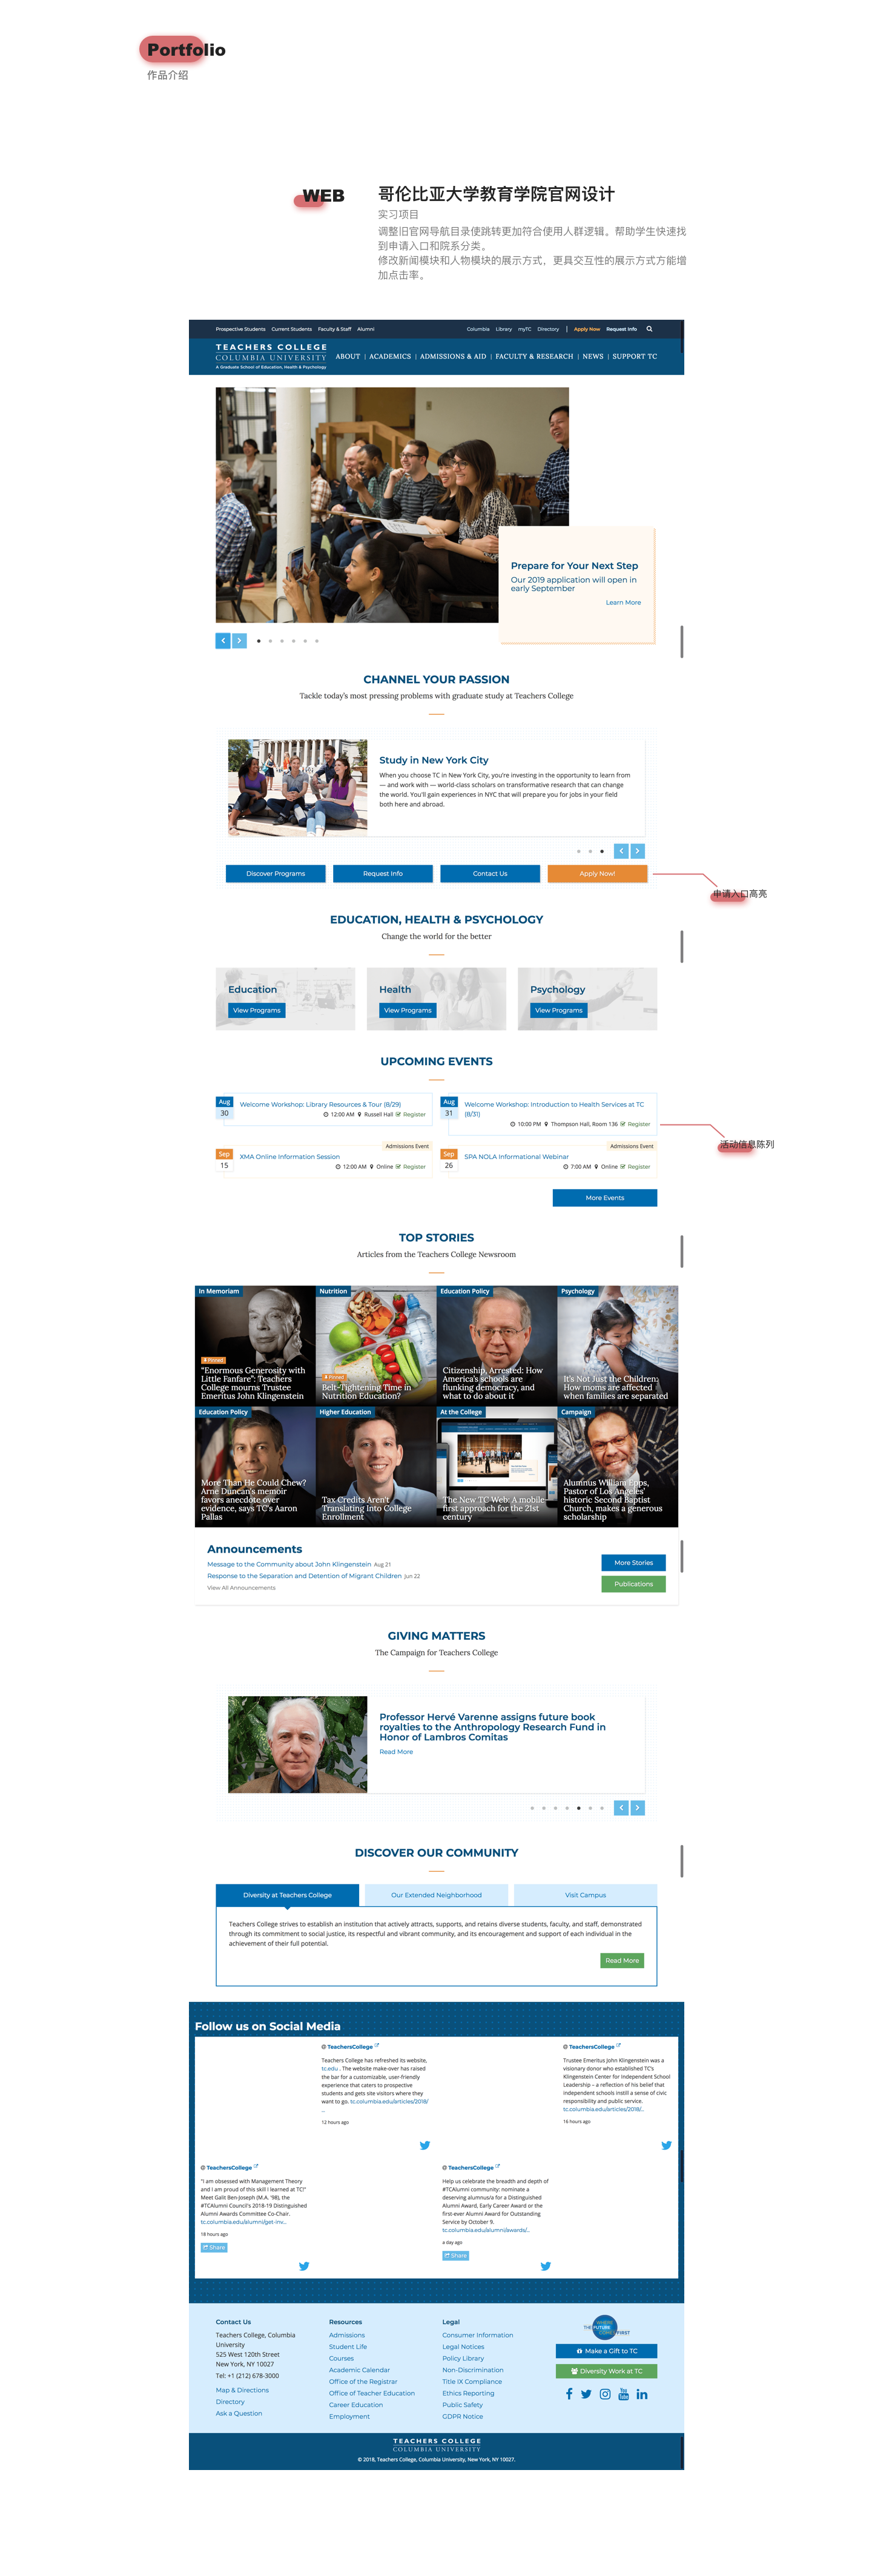 Portfolio
作品介绍
WEB
哥伦比亚大学教育学院官网设计
实习项目
调整旧官网导航目录使跳转更加符合使用人群逻辑。帮助学生快速找
到申请入口和院系分类。
修改新闻模块和人物模块的展示方式，更具交互性的展示方式方能增
加点击率。
Prospective Students Current Students Faculty & Staff Alumni Columbia Library myTC Directory | Apply Now Request Info
TEACHERS COLLEGE
COLUMBIA UNIVERSITY
A Graduate School of Education, Health & Psychology
ABOUT | ACADEMICS | ADMISSIONS & AID | FACULTY & RESEARCH | NEWS | SUPPORT TC
Prepare for Your Next Step
Our 2019 application will open in
early September
Learn More
CHANNEL YOUR PASSION
Tackle today's most pressing problems with graduate study at Teachers College
Study in New York City
When you choose TC in New York City, you're investing in the opportunity to learn from
— and work with — world-class scholars on transformative research that can change
the world. You'll gain experiences in NYC that will prepare you for jobs in your field
both here and abroad.
Discover Programs
Request Info
Contact Us
Apply Now!
申请入口高亮
EDUCATION, HEALTH & PSYCHOLOGY
Change the world for the better
Education
View Programs
Health
View Programs
Psychology
View Programs
UPCOMING EVENTS
Aug
30
Welcome Workshop: Library Resources & Tour (8/29)
12:00 AM Russell Hall Register
Aug
31
Welcome Workshop: Introduction to Health Services at TC
(8/31)
10:00 PM Thompson Hall, Room 136 Register
活动信息陈列
Admissions Event
Sep
15
XMA Online Information Session
12:00 AM Online Register
Admissions Event
Sep
26
SPA NOLA Informational Webinar
7:00 AM Online Register
More Events
TOP STORIES
Articles from the Teachers College Newsroom
In Memoriam
Pinned
"Enormous Generosity with
Little Fanfare": Teachers
College mourns Trustee
Emeritus John Klingenstein
Nutrition
Pinned
Belt-Tightening Time in
Nutrition Education?
Education Policy
Citizenship, Arrested: How
America's schools are
flunking democracy, and
what to do about it
Psychology
It's Not Just the Children:
How moms are affected
when families are separated
Education Policy
More Than He Could Chew?
Arne Duncan's memoir
favors anecdote over
evidence, says TC's Aaron
Pallas
Higher Education
Tax Credits Aren't
Translating Into College
Enrollment
At the College
The New TC Web: A mobile-
first approach for the 21st
century
Campaign
Alumnus William Epps,
Pastor of Los Angeles'
historic Second Baptist
Church, makes a generous
scholarship
Announcements
Message to the Community about John Klingenstein Aug 21
Response to the Separation and Detention of Migrant Children Jun 22
View All Announcements
More Stories
Publications
GIVING MATTERS
The Campaign for Teachers College
Professor Hervé Varenne assigns future book
royalties to the Anthropology Research Fund in
Honor of Lambros Comitas
Read More
DISCOVER OUR COMMUNITY
Diversity at Teachers College
Our Extended Neighborhood
Visit Campus
Teachers College strives to establish an institution that actively attracts, supports, and retains diverse students, faculty, and staff, demonstrated
through its commitment to social justice, its respectful and vibrant community, and its encouragement and support of each individual in the
achievement of their full potential.
Read More
Follow us on Social Media
@ TeachersCollege
Teachers College has refreshed its website,
tc.edu . The website make-over has raised
the bar for a customizable, user-friendly
experience that caters to prospective
students and gets site visitors where they
want to go. tc.columbia.edu/articles/2018/
...
12 hours ago
@ TeachersCollege
Trustee Emeritus John Klingenstein was a
visionary donor who established TC's
Klingenstein Center for Independent School
Leadership – a reflection of his belief that
independent schools instill a sense of civic
responsibility and public service.
tc.columbia.edu/articles/2018/..
16 hours ago
@ TeachersCollege
"I am obsessed with Management Theory
and I am proud of this skill I learned at TC!"
Meet Galit Ben-Joseph (M.A. '98), the
#TCAlumni Council's 2018-19 Distinguished
Alumni Awards Committee Co-Chair.
tc.columbia.edu/alumni/get-inv...
18 hours ago
Share
@ TeachersCollege
Help us celebrate the breadth and depth of
#TCAlumni community: nominate a
deserving alumnus/a for a Distinguished
Alumni Award, Early Career Award or the
first-ever Alumni Award for Outstanding
Service by October 9.
tc.columbia.edu/alumni/awards/..
a day ago
Share
Contact Us
Teachers College, Columbia
University
525 West 120th Street
New York, NY 10027
Tel: +1 (212) 678-3000
Map & Directions
Directory
Ask a Question
Resources
Admissions
Student Life
Courses
Academic Calendar
Office of the Registrar
Office of Teacher Education
Career Education
Employment
Legal
Consumer Information
Legal Notices
Policy Library
Non-Discrimination
Title IX Compliance
Ethics Reporting
Public Safety
GDPR Notice
WHERE
THE FUTURE
COMES FIRST
Make a Gift to TC
Diversity Work at TC
TEACHERS COLLEGE
COLUMBIA UNIVERSITY
© 2018, Teachers College, Columbia University, New York, NY 10027.